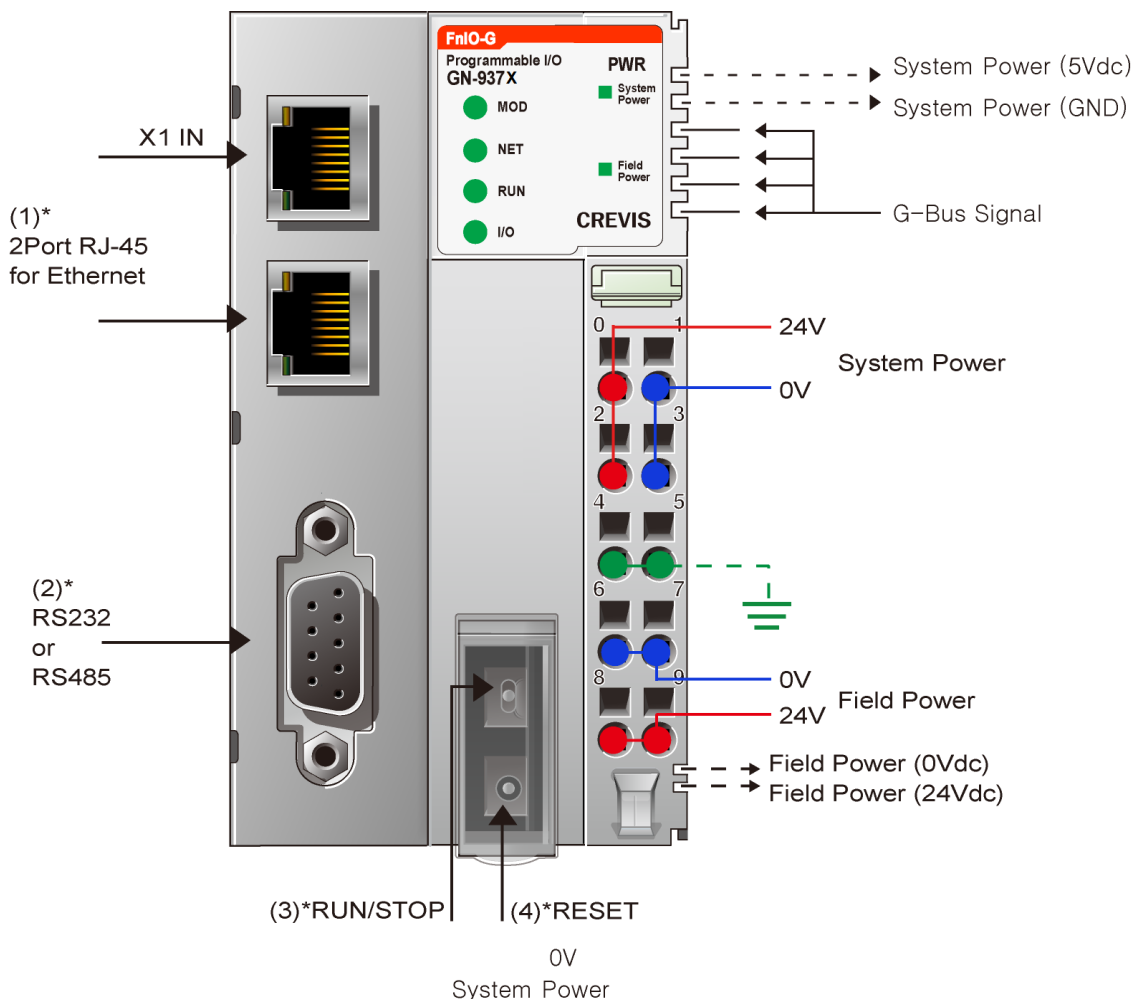 FnIO-G
Programmable I/O
GN-937X
PWR
MOD
NET
RUN
I/O
System
Power
Field
Power
CREVIS
System Power (5Vdc)
System Power (GND)
G-Bus Signal
X1 IN
(1)*
2Port RJ-45
for Ethernet
0
1
2
3
4
5
6
7
8
9
24V
System Power
0V
0V
Field Power
24V
Field Power (0Vdc)
Field Power (24Vdc)
(2)*
RS232
or
RS485
(3)*RUN/STOP
(4)*RESET
0V
System Power